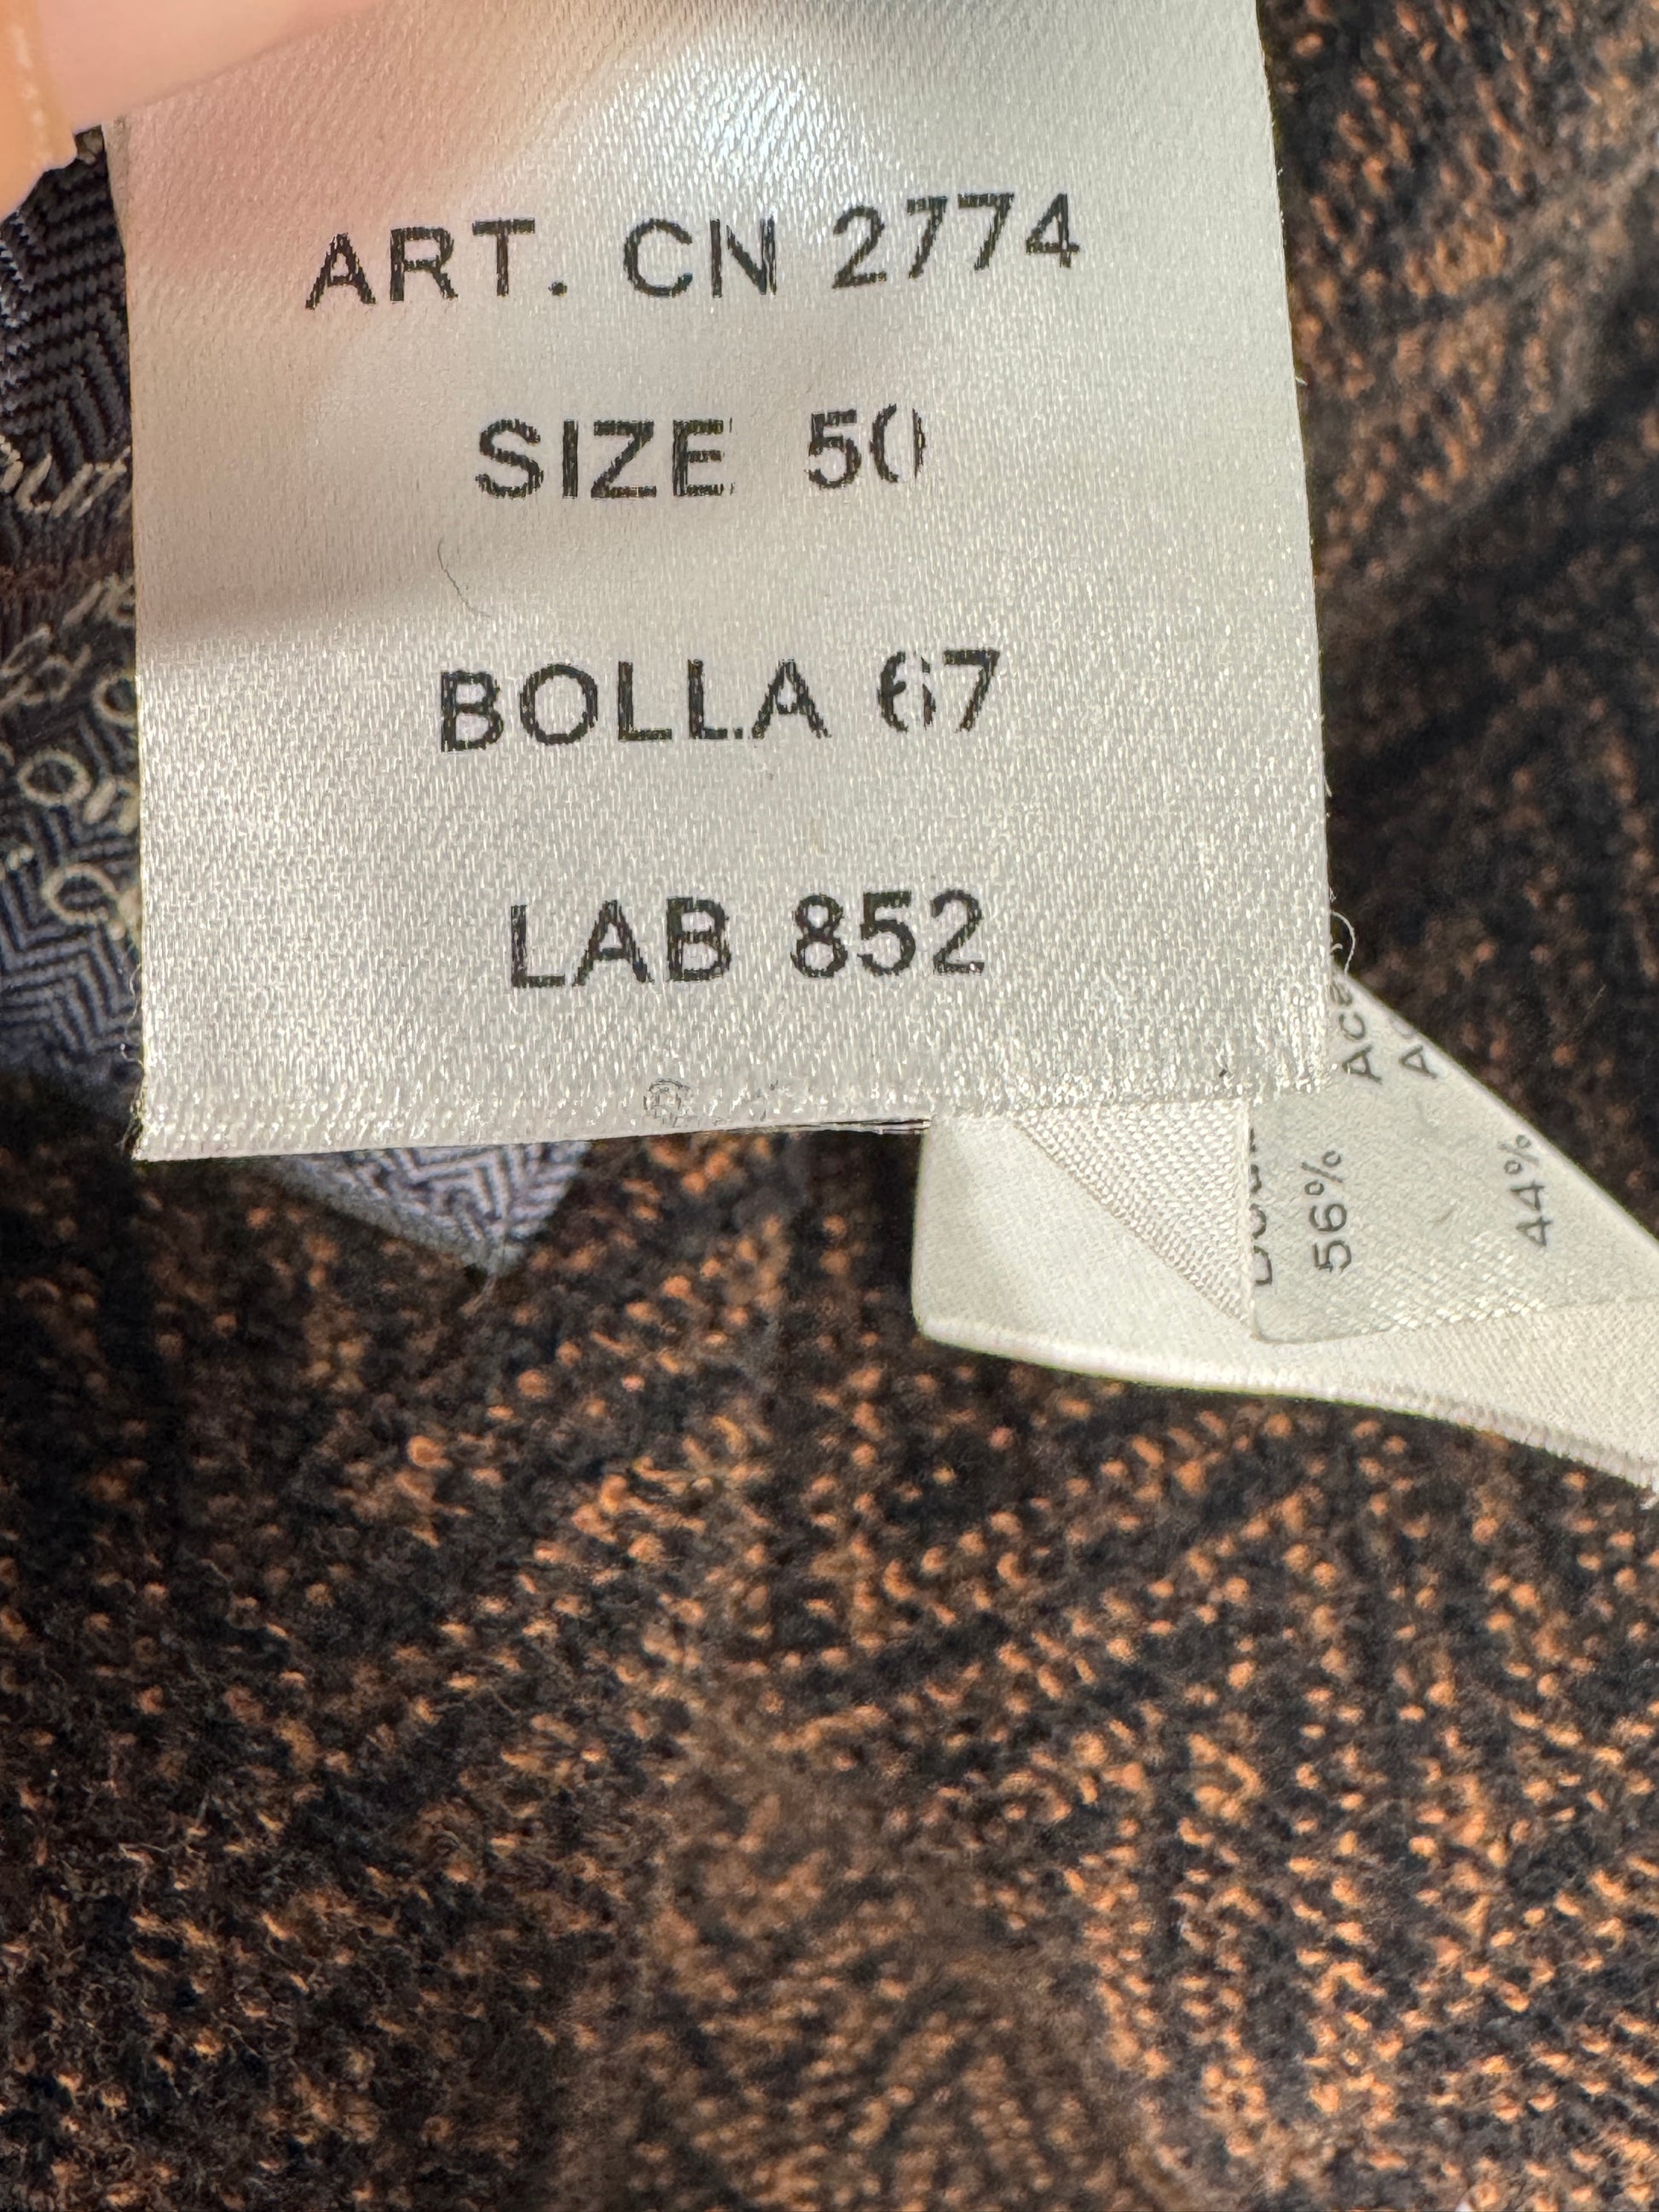 ART. CN 2774
SIZE 50
BOLLA 67
LAB 852
56%
44%